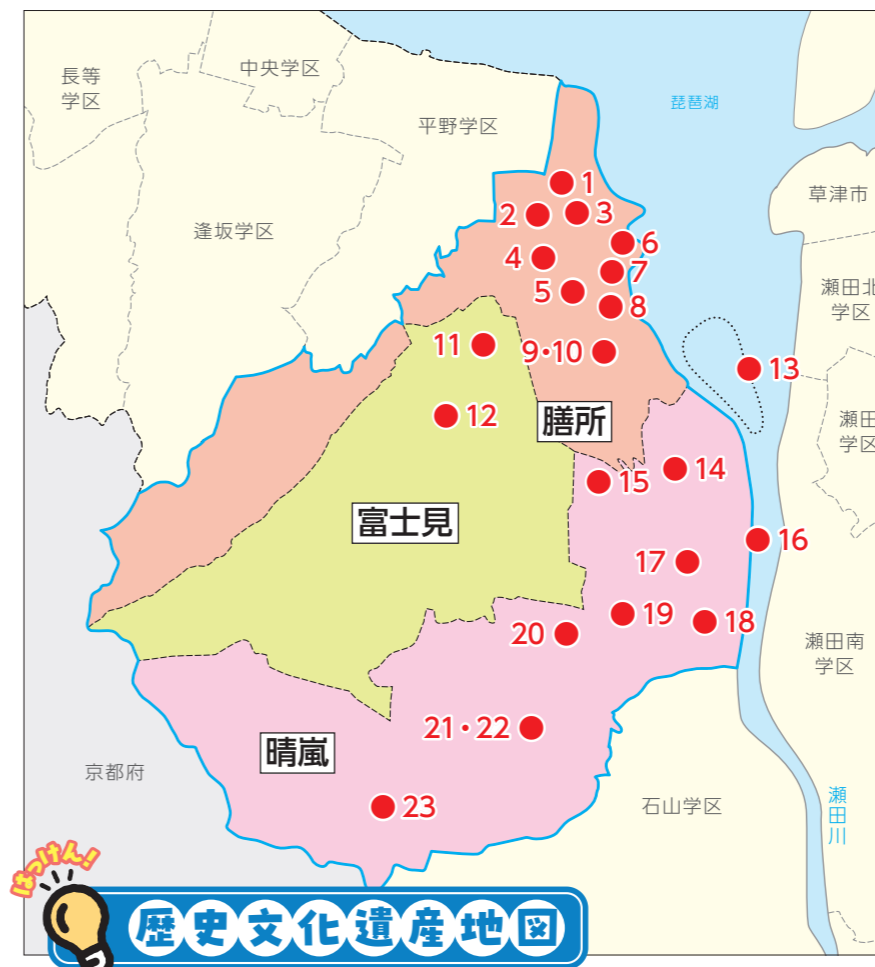 長等
学区
中央学区
平野学区
琵琶湖
逢坂学区
草津市
瀬田北
学区
瀬田
学区
瀬田南
学区
1
2
3
4
5
6
7
8
9・10
11
12
13
14
15
16
17
18
19
20
21・22
23
膳所
富士見
晴嵐
京都府
石山学区
瀬田川
はっけん!
歴史文化遺産地図